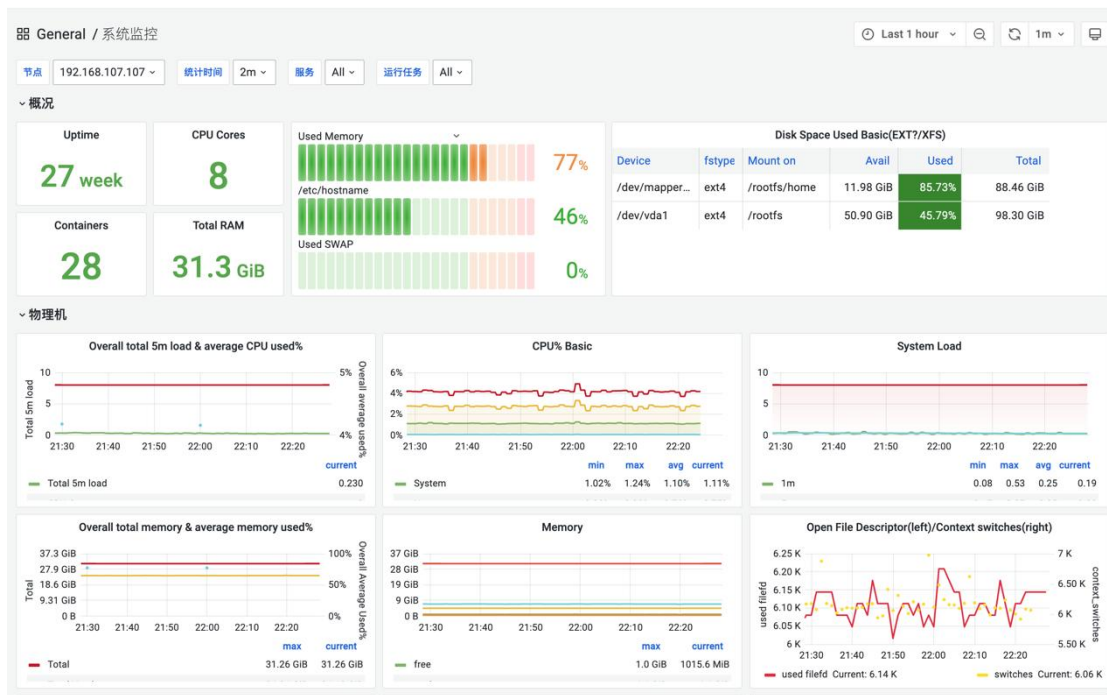 General / 系统监控
Last 1 hour
1m
节点 192.168.107.107 统计时间 2m 服务 All 运行任务 All
概况
Uptime
27 week
CPU Cores
8
Containers
28
Total RAM
31.3 GiB
Used Memory
77%
/etc/hostname
46%
Used SWAP
0%
Disk Space Used Basic(EXT?/XFS)
Device fstype Mount on Avail Used Total
/dev/mapper... ext4 /rootfs/home 11.98 GiB 85.73% 88.46 GiB
/dev/vda1 ext4 /rootfs 50.90 GiB 45.79% 98.30 GiB
物理机
Overall total 5m load & average CPU used%
Total 5m load
10
5
0
5%
4%
Overall average used%
21:30 21:40 21:50 22:00 22:10 22:20
current
Total 5m load 0.230
CPU% Basic
6%
4%
2%
0%
21:30 21:40 21:50 22:00 22:10 22:20
min max avg current
System 1.02% 1.24% 1.10% 1.11%
System Load
10
5
0
21:30 21:40 21:50 22:00 22:10 22:20
min max avg current
1m 0.08 0.53 0.25 0.19
Overall total memory & average memory used%
Total
37.3 GiB
27.9 GiB
18.6 GiB
9.31 GiB
0 B
100%
50%
0%
Overall Average Used%
21:30 21:40 21:50 22:00 22:10 22:20
max current
Total 31.26 GiB 31.26 GiB
Memory
37 GiB
28 GiB
19 GiB
9 GiB
0 B
21:30 21:40 21:50 22:00 22:10 22:20
max current
free 1.0 GiB 1015.6 MiB
Open File Descriptor(left)/Context switches(right)
used filefd
6.25 K
6.20 K
6.15 K
6.10 K
6.05 K
6 K
7 K
6.50 K
6 K
5.50 K
context_switches
21:30 21:40 21:50 22:00 22:10 22:20
used filefd Current: 6.14 K
switches Current: 6.06 K